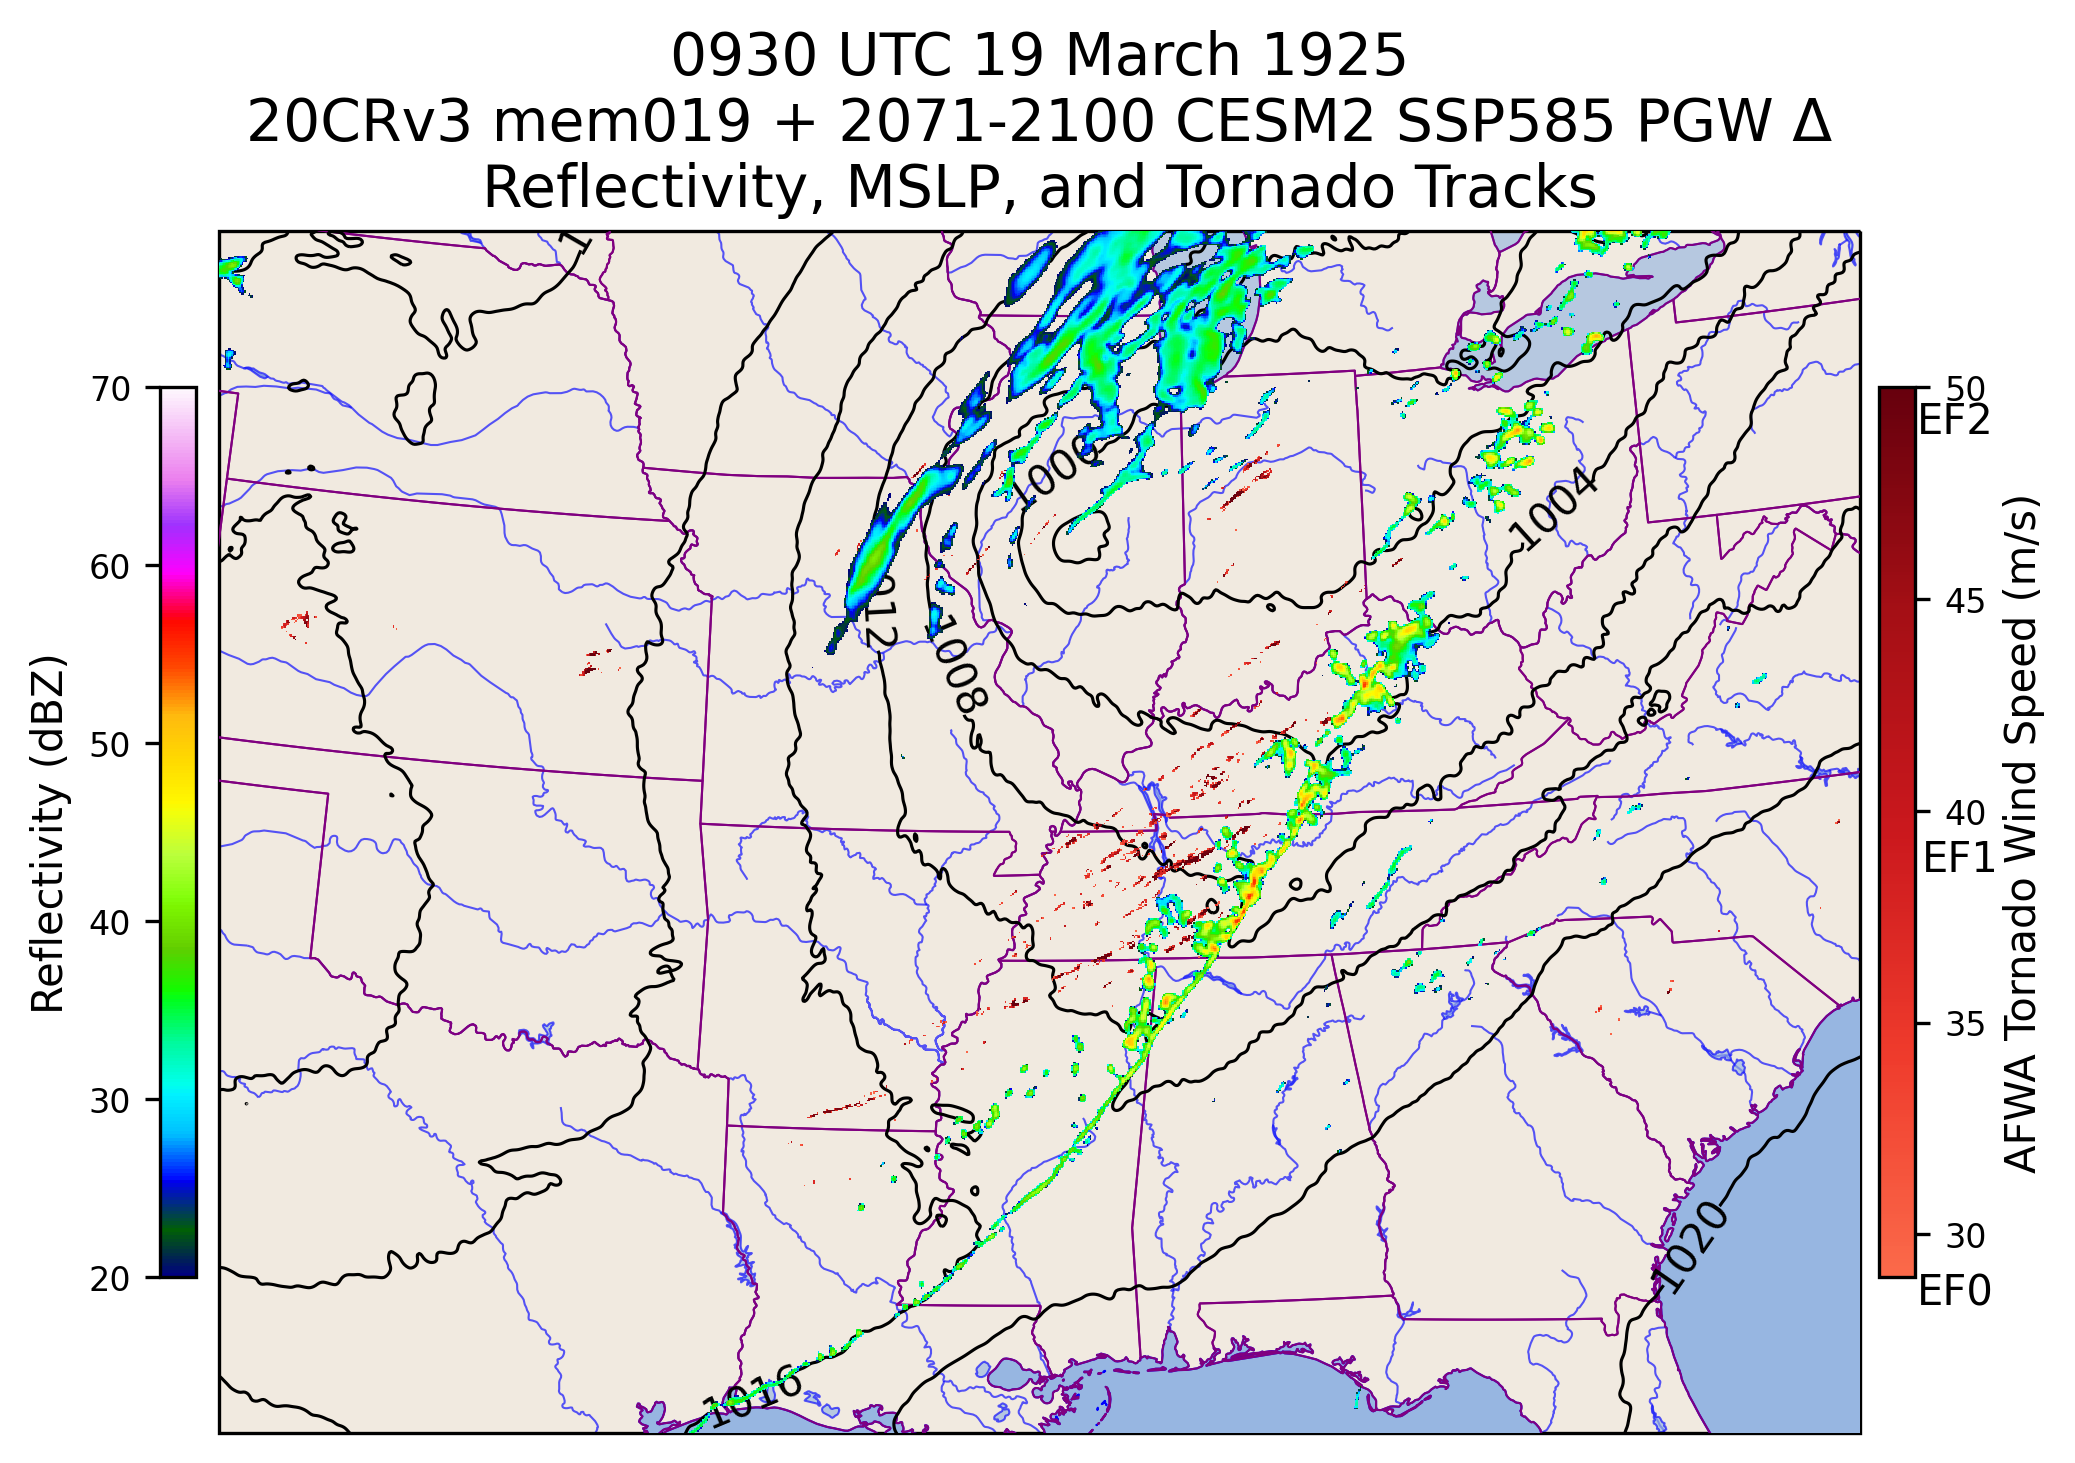 0930 UTC 19 March 1925
20CRv3 mem019 + 2071-2100 CESM2 SSP585 PGW Δ
Reflectivity, MSLP, and Tornado Tracks
70
60
50
40
30
20
Reflectivity (dBZ)
1006
1004
1012
1008
1020
1016
50
EF2
45
40
EF1
35
30
EF0
AFWA Tornado Wind Speed (m/s)